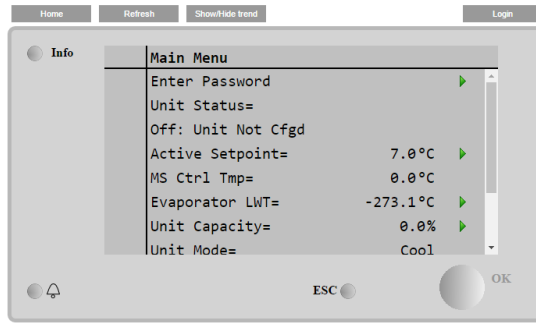 Home Refresh Show/Hide trend Login
Info
Main Menu
Enter Password
Unit Status=
Off: Unit Not Cfgd
Active Setpoint= 7.0°C
MS Ctrl Tmp= 0.0°C
Evaporator LWT= -273.1°C
Unit Capacity= 0.0%
Unit Mode= Cool
ESC OK